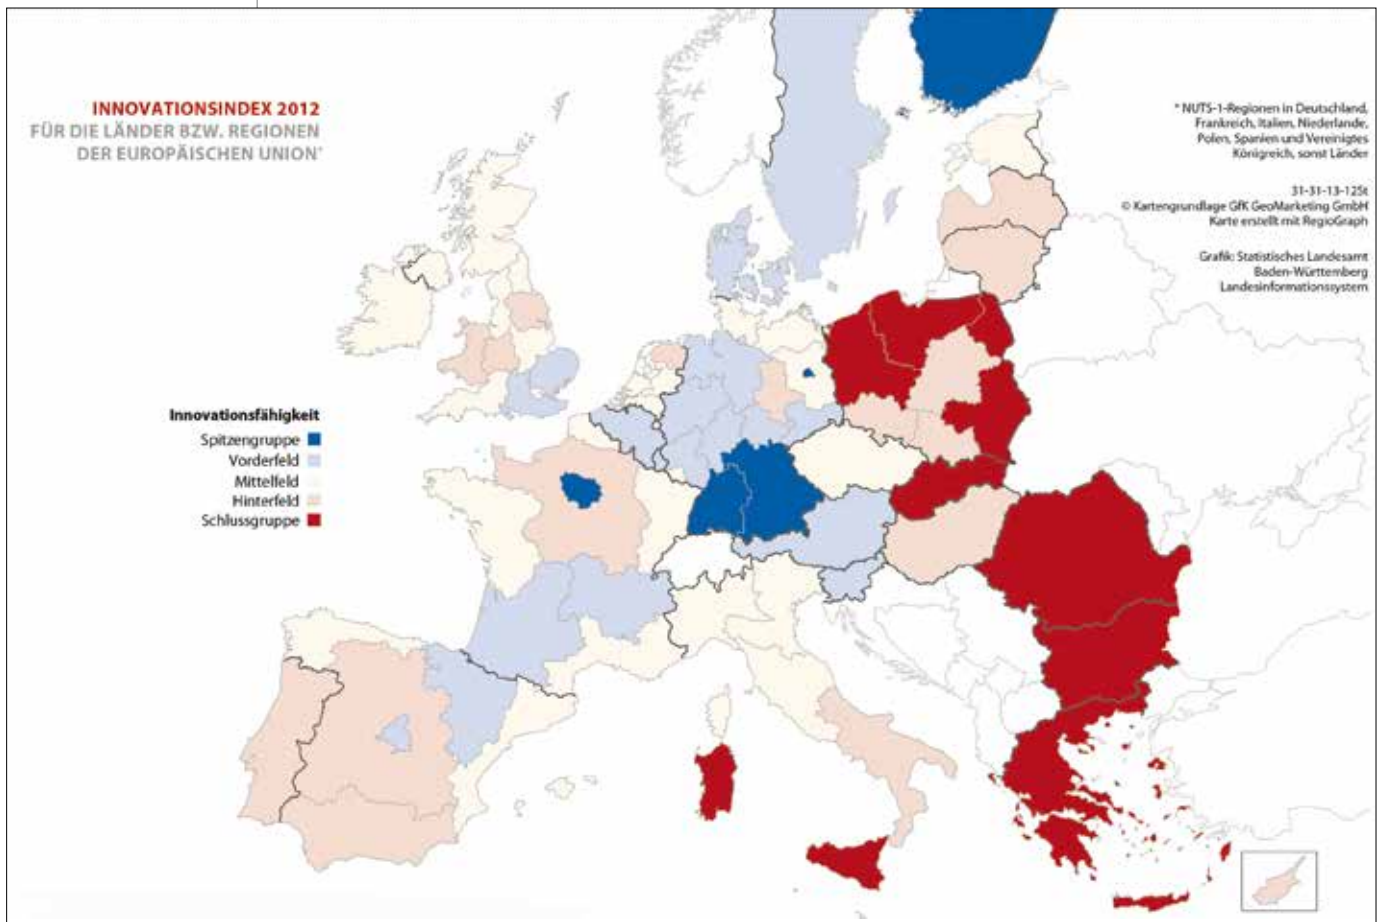 INNOVATIONSINDEX 2012
FÜR DIE LÄNDER BZW. REGIONEN
DER EUROPÄISCHEN UNION*
* NUTS-1-Regionen in Deutschland,
Frankreich, Italien, Niederlande,
Polen, Spanien und Vereinigtes
Königreich, sonst Länder
31-31-13-125t
© Kartengrundlage GfK GeoMarketing GmbH
Karte erstellt mit RegioGraph
Grafik: Statistisches Landesamt
Baden-Württemberg
Landesinformationssystem
Innovationsfähigkeit
Spitzengruppe
Vorderfeld
Mittelfeld
Hinterfeld
Schlussgruppe